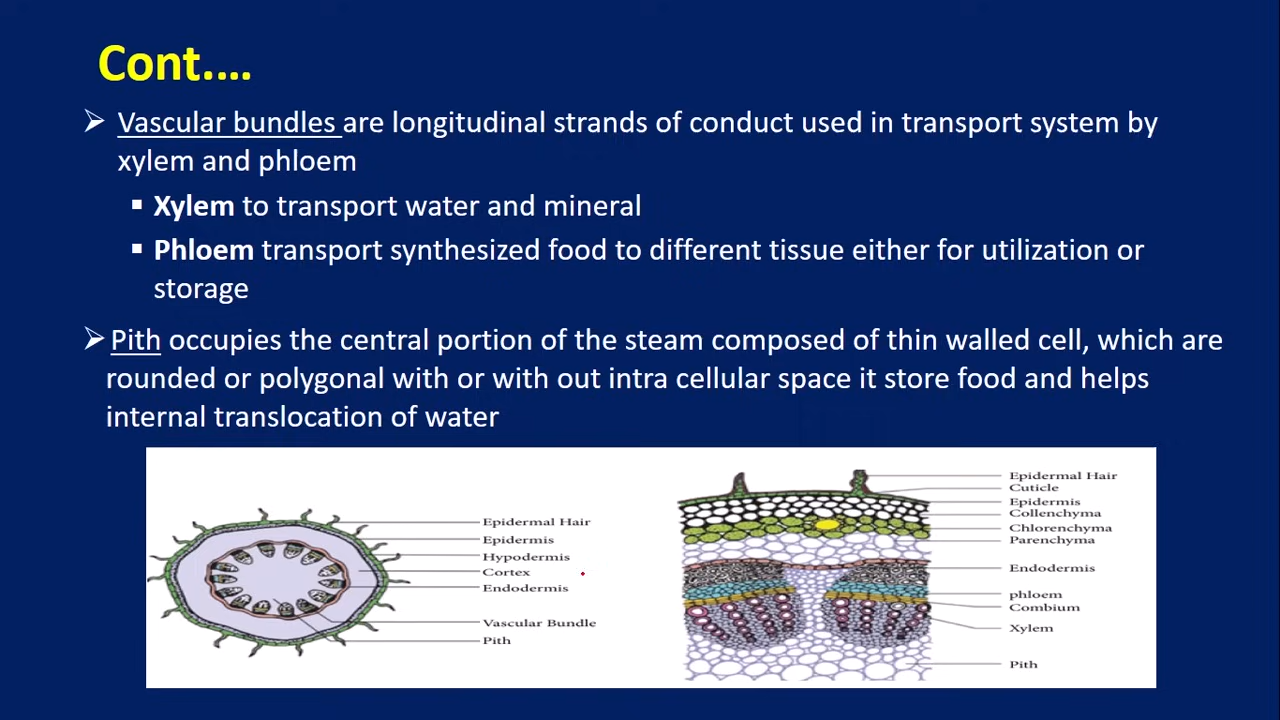 Cont.…
Vascular bundles are longitudinal strands of conduct used in transport system by
xylem and phloem
Xylem to transport water and mineral
Phloem transport synthesized food to different tissue either for utilization or
storage
Pith occupies the central portion of the steam composed of thin walled cell, which are
rounded or polygonal with or with out intra cellular space it store food and helps
internal translocation of water
Epidermal Hair
Epidermis
Hypodermis
Cortex
Endodermis
Vascular Bundle
Pith
Epidermal Hair
Cuticle
Epidermis
Collenchyma
Chlorenchyma
Parenchyma
Endodermis
phloem
Combium
Xylem
Pith